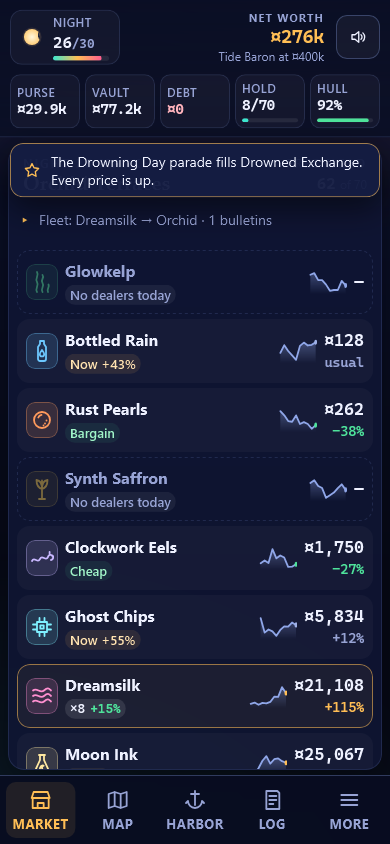 NIGHT
26/30
NET WORTH
¤276k
Tide Baron at ¤400k
PURSE
¤29.9k
VAULT
¤77.2k
DEBT
¤0
HOLD
8/70
HULL
92%
The Drowning Day parade fills Drowned Exchange.
Every price is up.
Fleet: Dreamsilk → Orchid · 1 bulletins
Glowkelp
No dealers today
—
Bottled Rain
Now +43%
¤128
usual
Rust Pearls
Bargain
¤262
−38%
Synth Saffron
No dealers today
—
Clockwork Eels
Cheap
¤1,750
−27%
Ghost Chips
Now +55%
¤5,834
+12%
Dreamsilk
×8 +15%
¤21,108
+115%
Moon Ink
¤25,067
MARKET
MAP
HARBOR
LOG
MORE